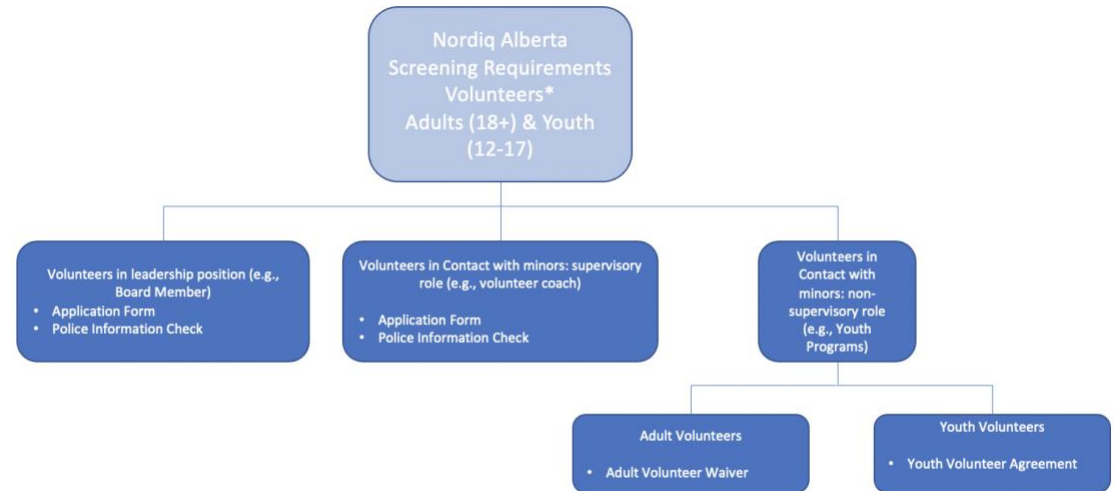 Nordiq Alberta
Screening Requirements
Volunteers*
Adults (18+) & Youth
(12-17)
Volunteers in leadership position (e.g.,
Board Member)
• Application Form
• Police Information Check
Volunteers in Contact with minors: supervisory
role (e.g., volunteer coach)
• Application Form
• Police Information Check
Volunteers in
Contact with
minors: non-
supervisory role
(e.g., Youth
Programs)
Adult Volunteers
• Adult Volunteer Waiver
Youth Volunteers
• Youth Volunteer Agreement